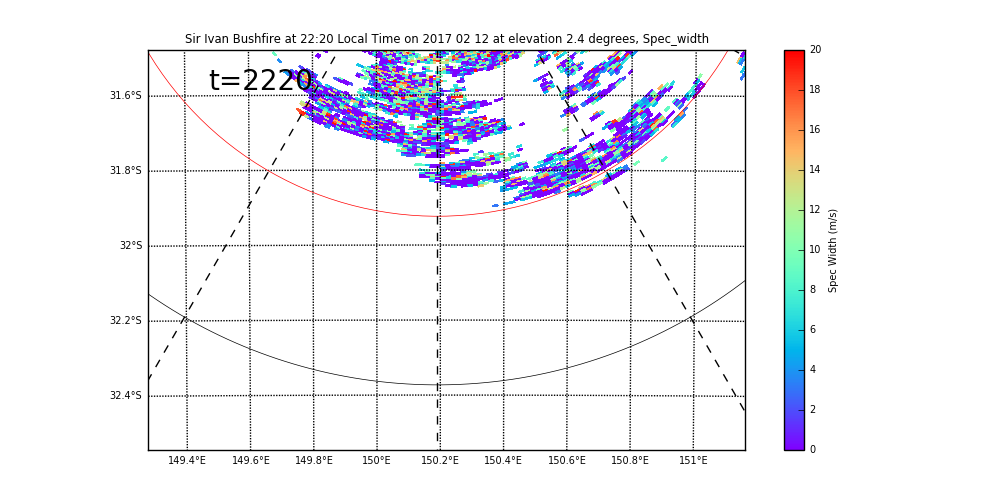 Sir Ivan Bushfire at 22:20 Local Time on 2017 02 12 at elevation 2.4 degrees, Spec_width
t=2220
31.6°S
31.8°S
32°S
32.2°S
32.4°S
149.4°E 149.6°E 149.8°E 150°E 150.2°E 150.4°E 150.6°E 150.8°E 151°E
20
18
16
14
12
10
8
6
4
2
0
Spec Width (m/s)